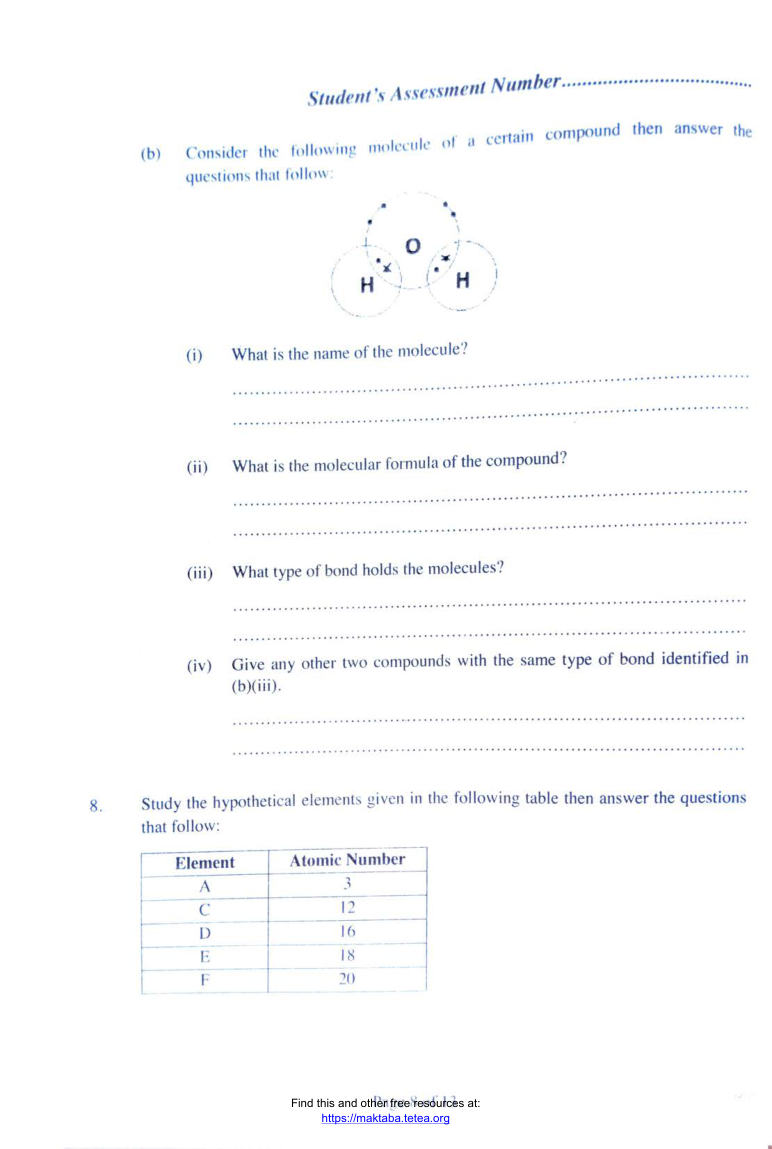 Student's Assessment Number....................................
(b) Consider the following molecule of a certain compound then answer the
questions that follow:
O
H
H
(i) What is the name of the molecule?
(ii) What is the molecular formula of the compound?
(iii) What type of bond holds the molecules?
(iv) Give any other two compounds with the same type of bond identified in
(b)(iii).
8. Study the hypothetical elements given in the following table then answer the questions
that follow:
Element Atomic Number
A 3
C 12
D 16
E 18
F 20
Find this and other free resources at:
https://maktaba.tetea.org